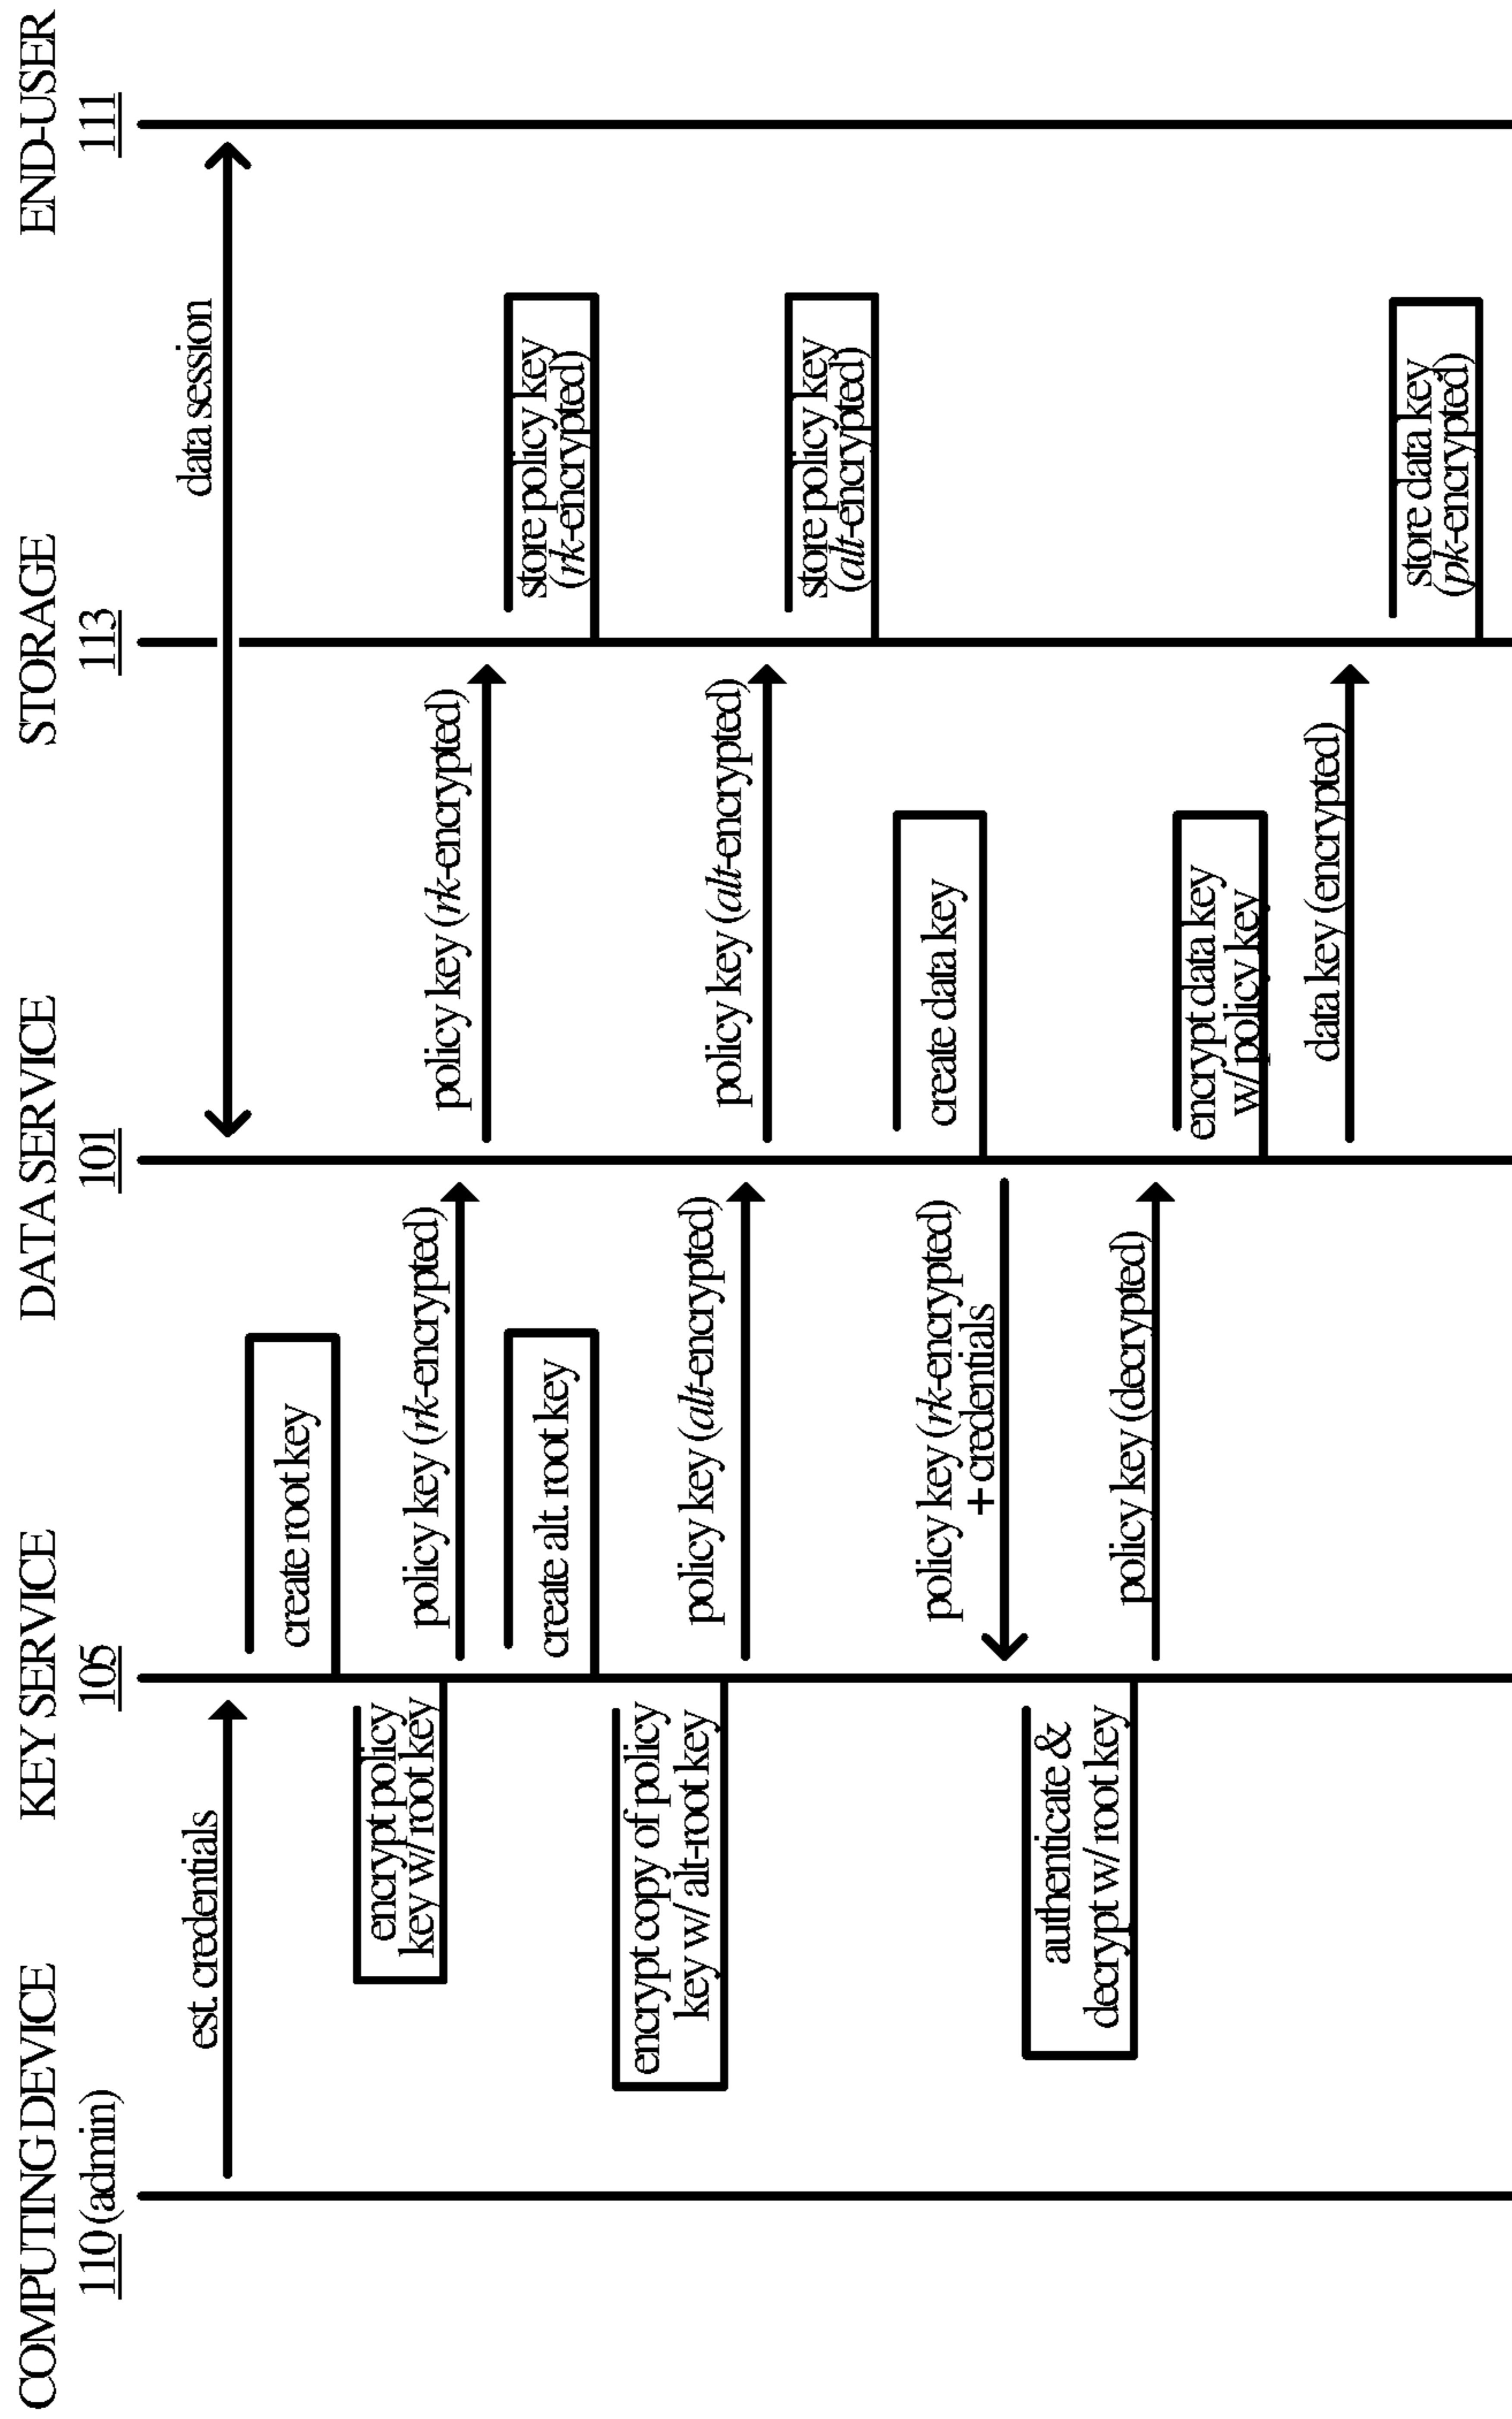 COMPUTING DEVICE
110 (admin)
KEY SERVICE
105
DATA SERVICE
101
STORAGE
113
END-USER
111
est. credentials
data session
create root key
encrypt policy
key w/ root key
policy key (rk-encrypted)
policy key (rk-encrypted)
store policy key
(rk-encrypted)
create alt. root key
encrypt copy of policy
key w/ alt-root key
policy key (alt-encrypted)
policy key (alt-encrypted)
store policy key
(alt-encrypted)
create data key
policy key (rk-encrypted)
+ credentials
authenticate &
decrypt w/ root key
policy key (decrypted)
encrypt data key
w/ policy key
data key (encrypted)
store data key
(pk-encrypted)